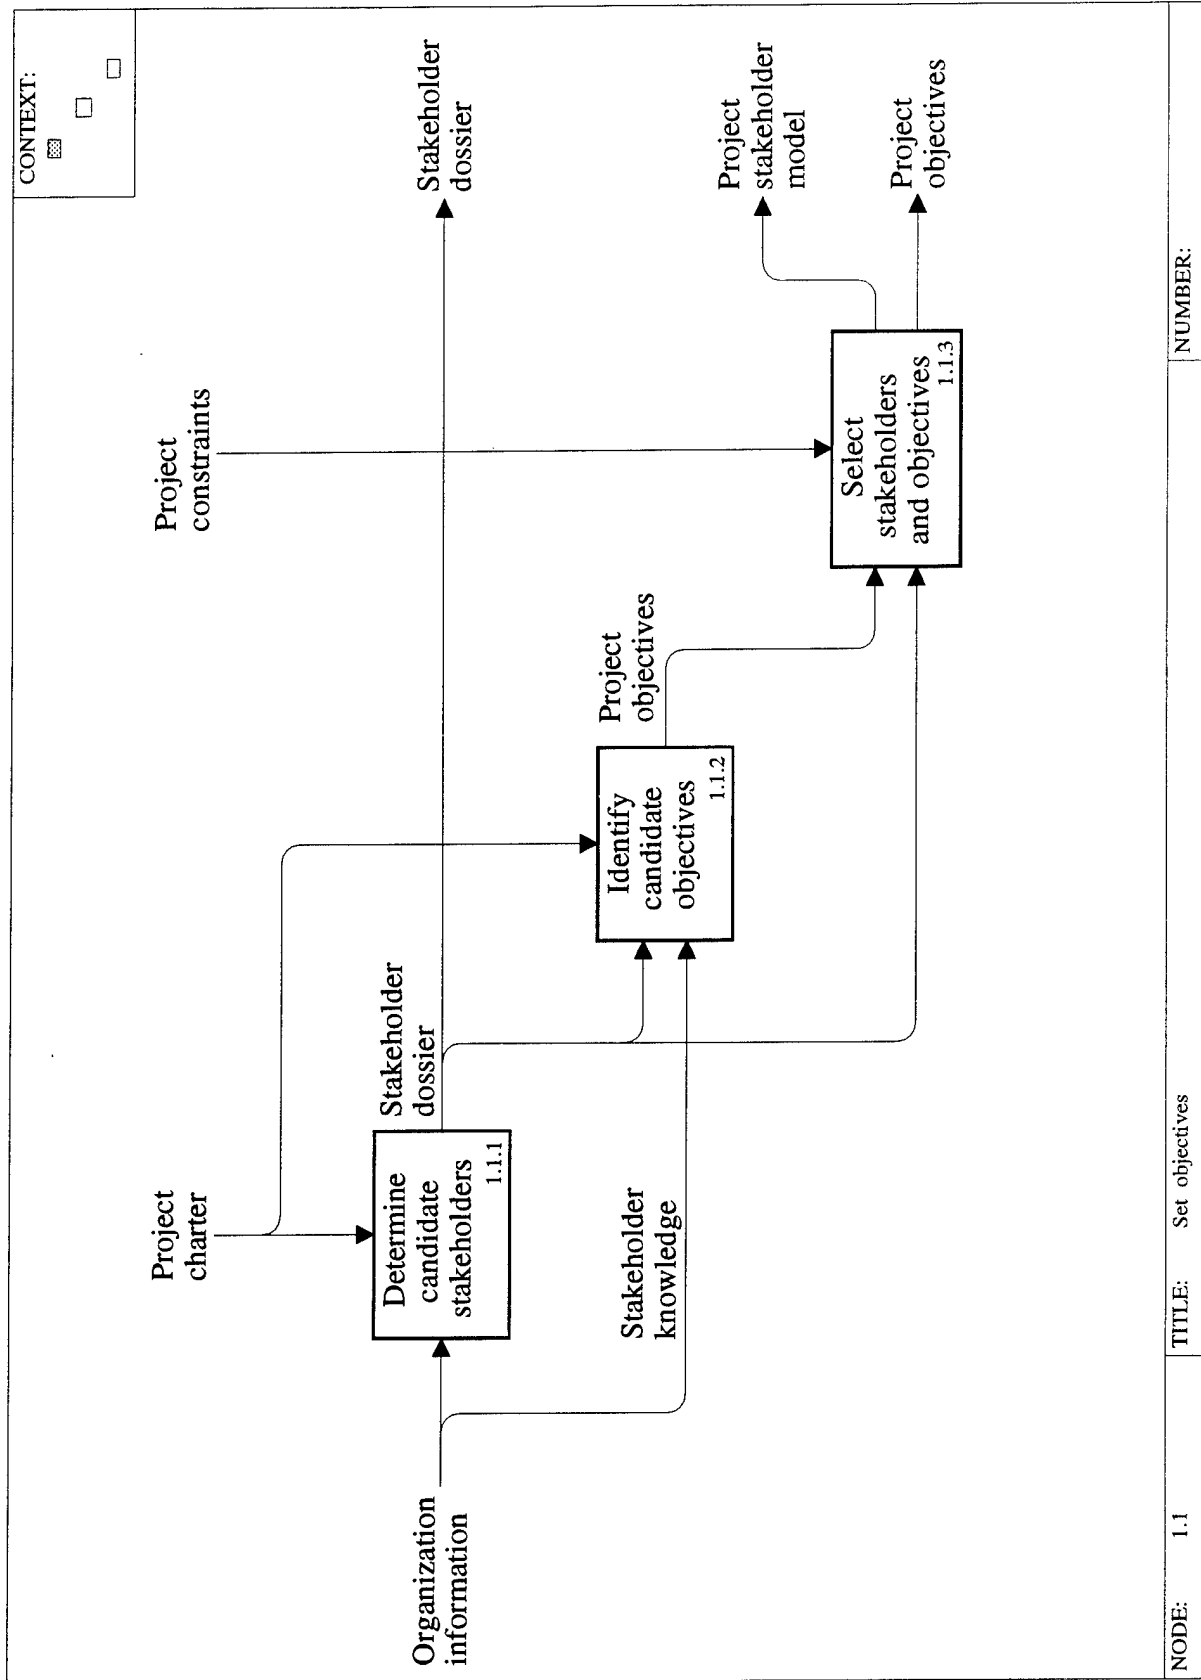 CONTEXT:
Project
charter
Project
constraints
Stakeholder
dossier
Determine
candidate
stakeholders
1.1.1
Stakeholder
dossier
Organization
information
Identify
candidate
objectives
1.1.2
Project
objectives
Stakeholder
knowledge
Project
stakeholder
model
Select
stakeholders
and objectives
1.1.3
Project
objectives
NODE: 1.1
TITLE: Set objectives
NUMBER: